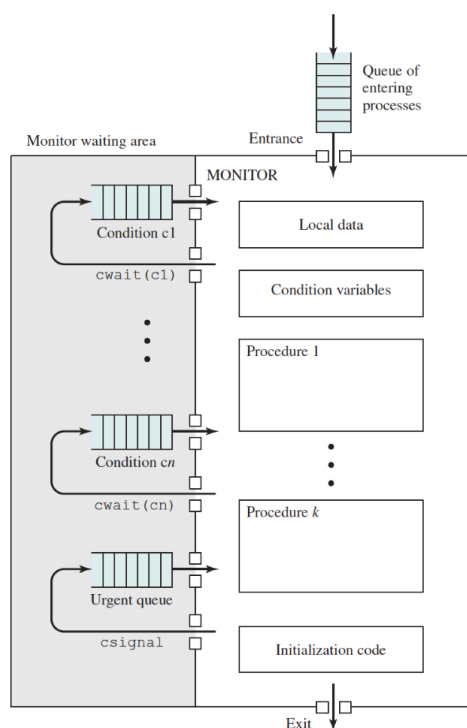 Queue of
entering
processes
Entrance
Monitor waiting area
MONITOR
Condition c1
cwait(c1)
Local data
Condition variables
Procedure 1
Condition cn
cwait(cn)
Procedure k
Urgent queue
csignal
Initialization code
Exit